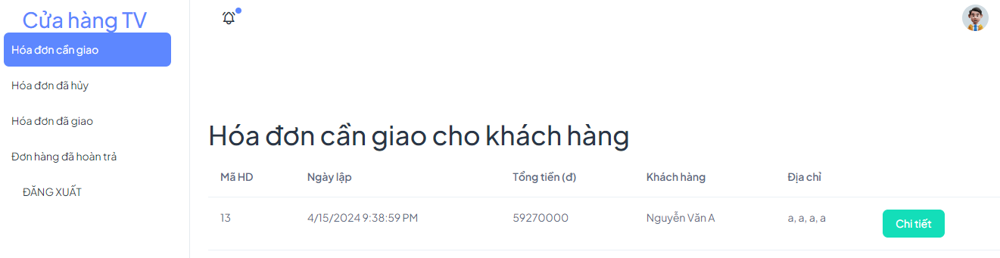 Cửa hàng TV
Hóa đơn cần giao
Hóa đơn đã hủy
Hóa đơn đã giao
Đơn hàng đã hoàn trả
ĐĂNG XUẤT
Hóa đơn cần giao cho khách hàng
Mã HD Ngày lập Tổng tiền (đ) Khách hàng Địa chỉ
13 4/15/2024 9:38:59 PM 59270000 Nguyễn Văn A a, a, a, a Chi tiết